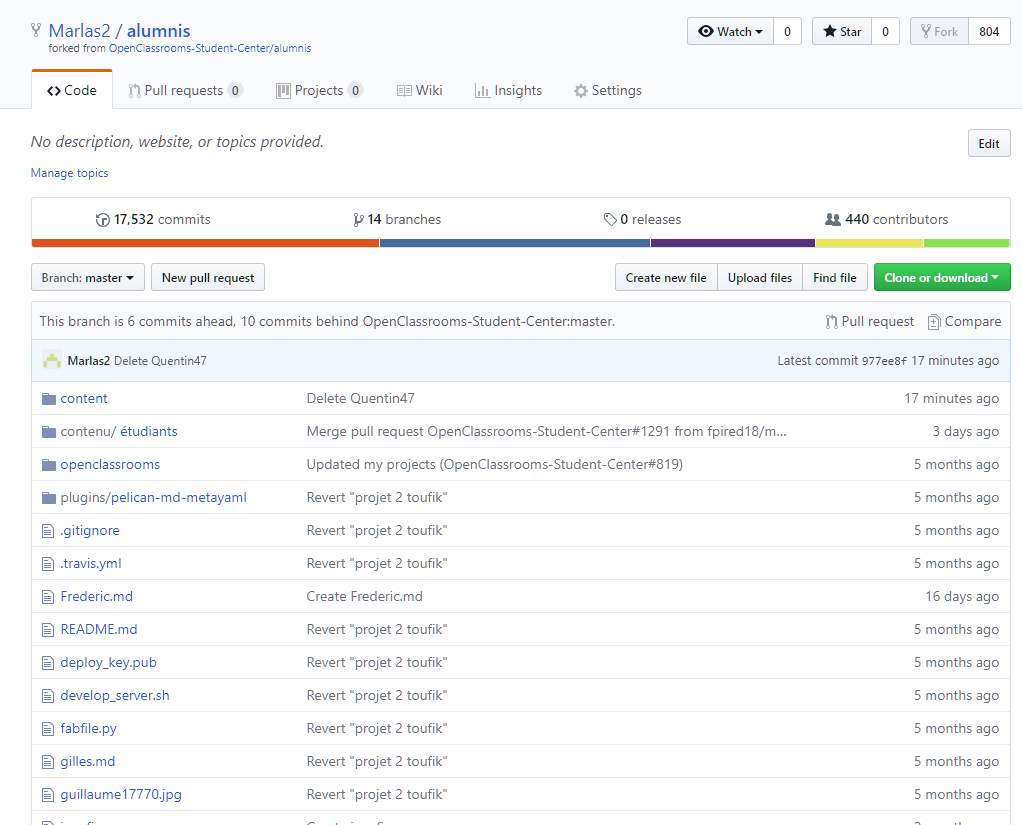 Marlas2 / alumnis
Watch 0 Star 0 Fork 804
forked from OpenClassrooms-Student-Center/alumnis
Code Pull requests 0 Projects 0 Wiki Insights Settings
No description, website, or topics provided.
Edit
Manage topics
17,532 commits 14 branches 0 releases 440 contributors
Branch: master New pull request Create new file Upload files Find file Clone or download
This branch is 6 commits ahead, 10 commits behind OpenClassrooms-Student-Center:master. Pull request Compare
Marlas2 Delete Quentin47 Latest commit 977ee8f 17 minutes ago
content Delete Quentin47 17 minutes ago
contenu/ étudiants Merge pull request OpenClassrooms-Student-Center#1291 from fpired18/m... 3 days ago
openclassrooms Updated my projects (OpenClassrooms-Student-Center#819) 5 months ago
plugins/pelican-md-metayaml Revert "projet 2 toufik" 5 months ago
.gitignore Revert "projet 2 toufik" 5 months ago
.travis.yml Revert "projet 2 toufik" 5 months ago
Frederic.md Create Frederic.md 16 days ago
README.md Revert "projet 2 toufik" 5 months ago
deploy_key.pub Revert "projet 2 toufik" 5 months ago
develop_server.sh Revert "projet 2 toufik" 5 months ago
fabfile.py Revert "projet 2 toufik" 5 months ago
gilles.md Revert "projet 2 toufik" 5 months ago
guillaume17770.jpg Revert "projet 2 toufik" 5 months ago